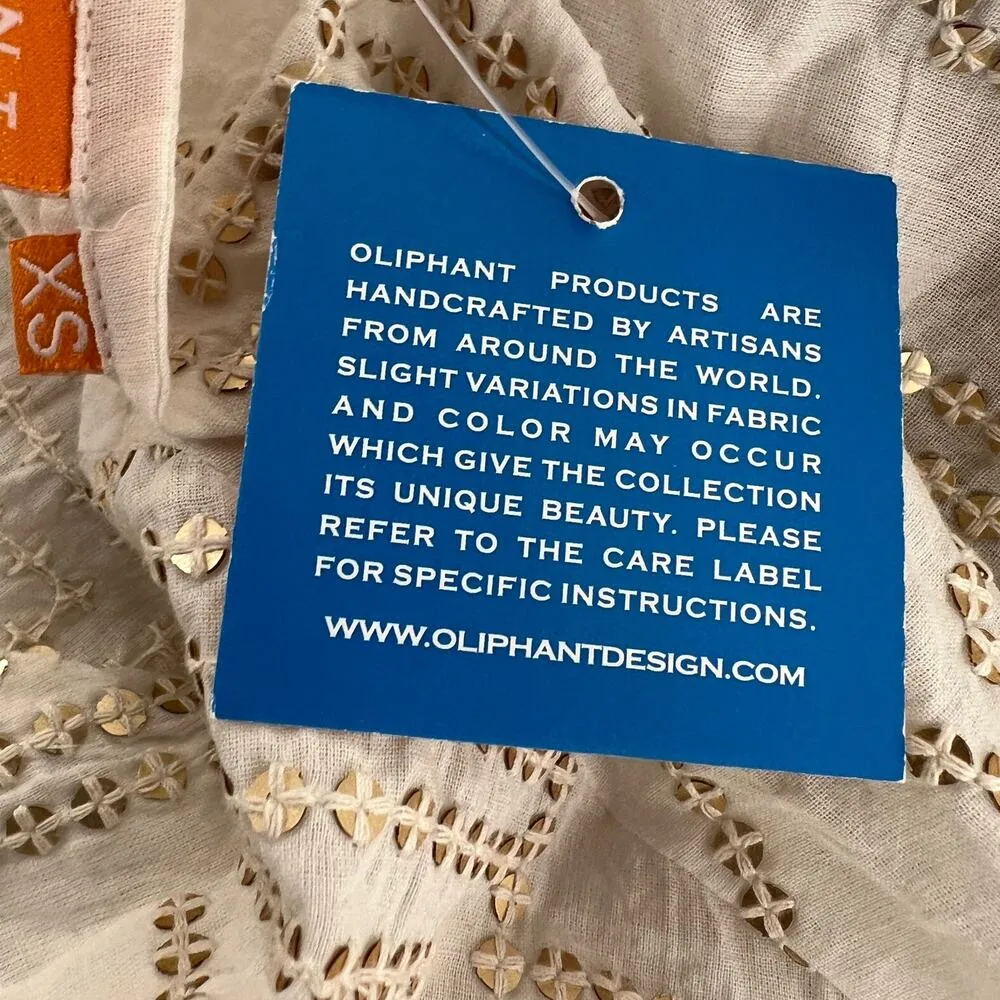 NT
XS
OLIPHANT PRODUCTS ARE
HANDCRAFTED BY ARTISANS
FROM AROUND THE WORLD.
SLIGHT VARIATIONS IN FABRIC
AND COLOR MAY OCCUR
WHICH GIVE THE COLLECTION
ITS UNIQUE BEAUTY. PLEASE
REFER TO THE CARE LABEL
FOR SPECIFIC INSTRUCTIONS.
WWW.OLIPHANTDESIGN.COM